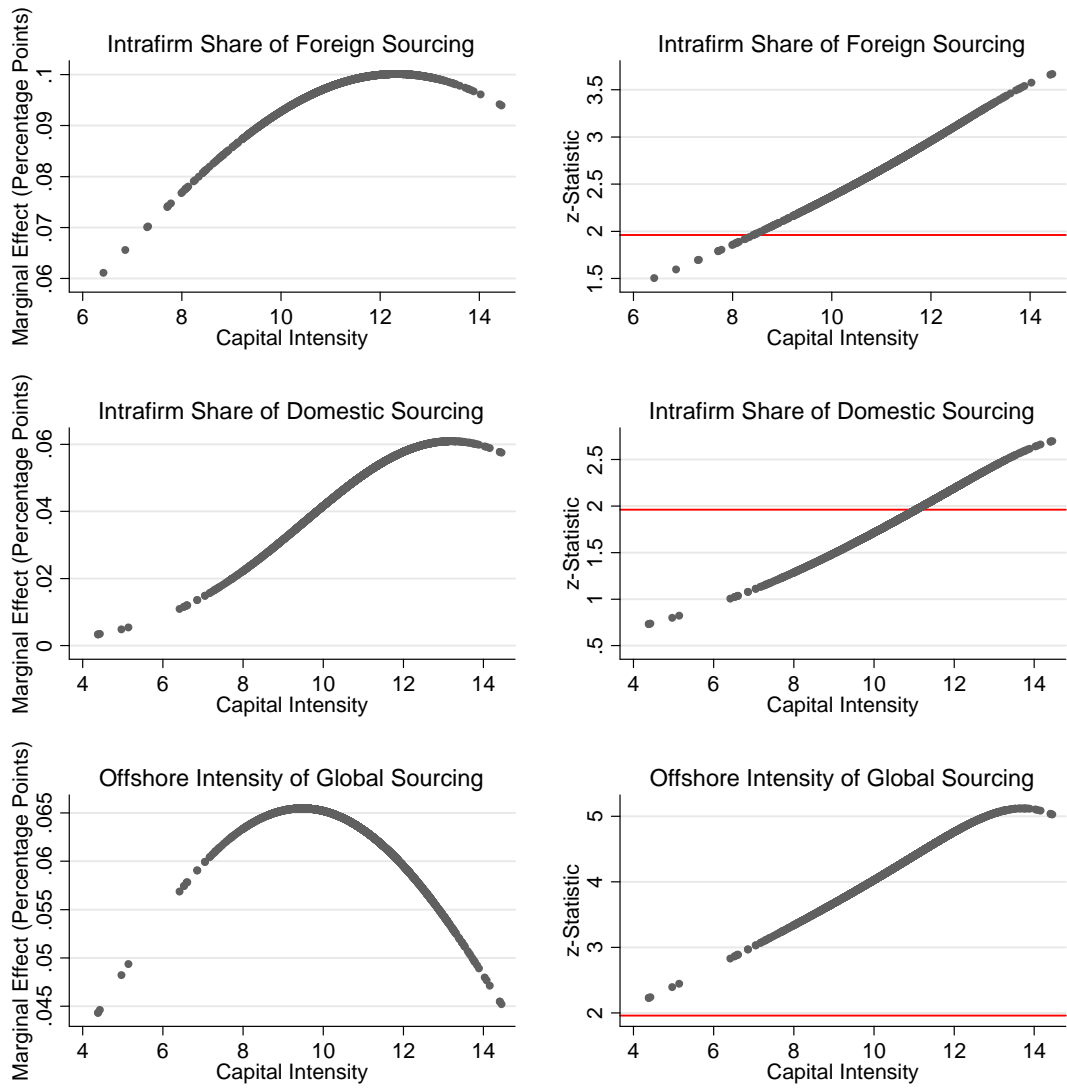 Intrafirm Share of Foreign Sourcing
Marginal Effect (Percentage Points)
.1
.09
.08
.07
.06
6 8 10 12 14
Capital Intensity
Intrafirm Share of Foreign Sourcing
z-Statistic
3.5
3
2.5
2
1.5
6 8 10 12 14
Capital Intensity
Intrafirm Share of Domestic Sourcing
Marginal Effect (Percentage Points)
.06
.04
.02
0
4 6 8 10 12 14
Capital Intensity
Intrafirm Share of Domestic Sourcing
z-Statistic
2.5
2
1.5
1
.5
4 6 8 10 12 14
Capital Intensity
Offshore Intensity of Global Sourcing
Marginal Effect (Percentage Points)
.065
.06
.055
.05
.045
4 6 8 10 12 14
Capital Intensity
Offshore Intensity of Global Sourcing
z-Statistic
5
4
3
2
4 6 8 10 12 14
Capital Intensity